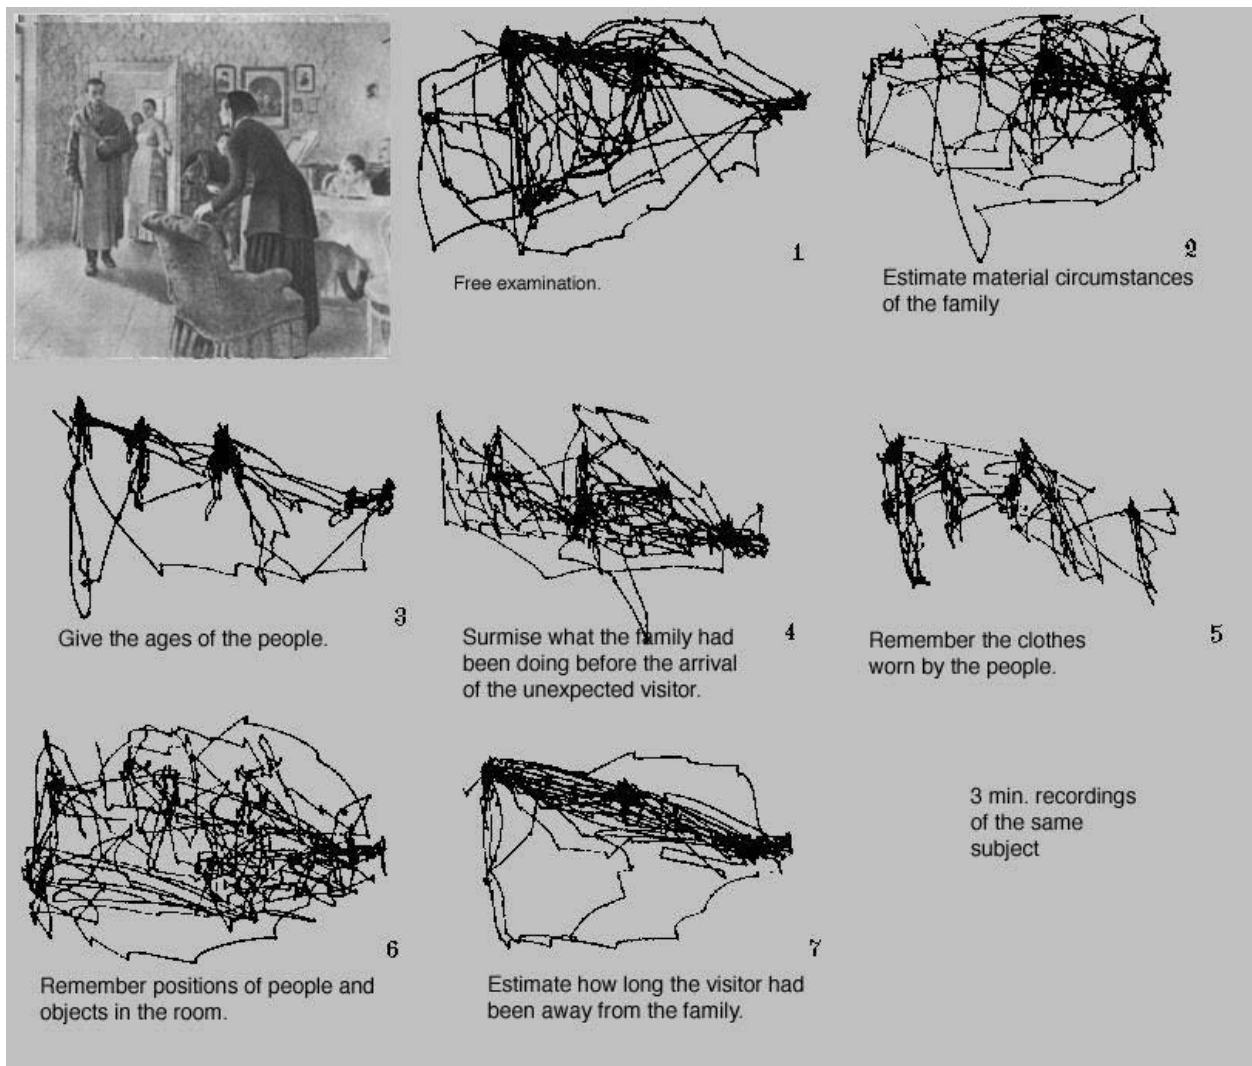 1
Free examination.
2
Estimate material circumstances
of the family
3
Give the ages of the people.
4
Surmise what the family had
been doing before the arrival
of the unexpected visitor.
5
Remember the clothes
worn by the people.
6
Remember positions of people and
objects in the room.
7
Estimate how long the visitor had
been away from the family.
3 min. recordings
of the same
subject